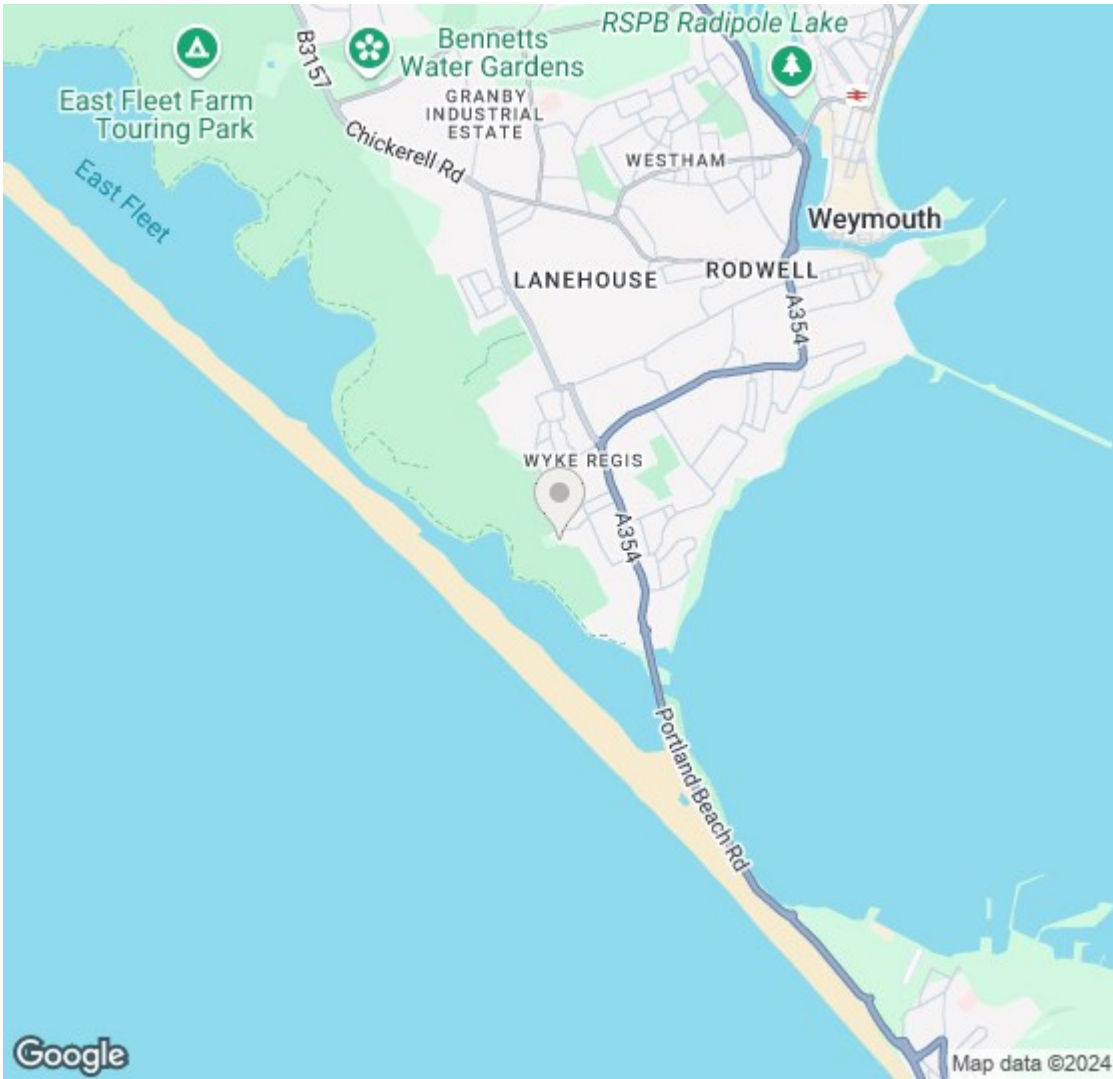 RSPB Radipole Lake
B3157
Bennetts
Water Gardens
East Fleet Farm
Touring Park
GRANBY
INDUSTRIAL
ESTATE
Chickerell Rd
WESTHAM
East Fleet
Weymouth
LANEHOUSE
RODWELL
A354
WYKE REGIS
A354
Portland Beach Rd
Google
Map data ©2024